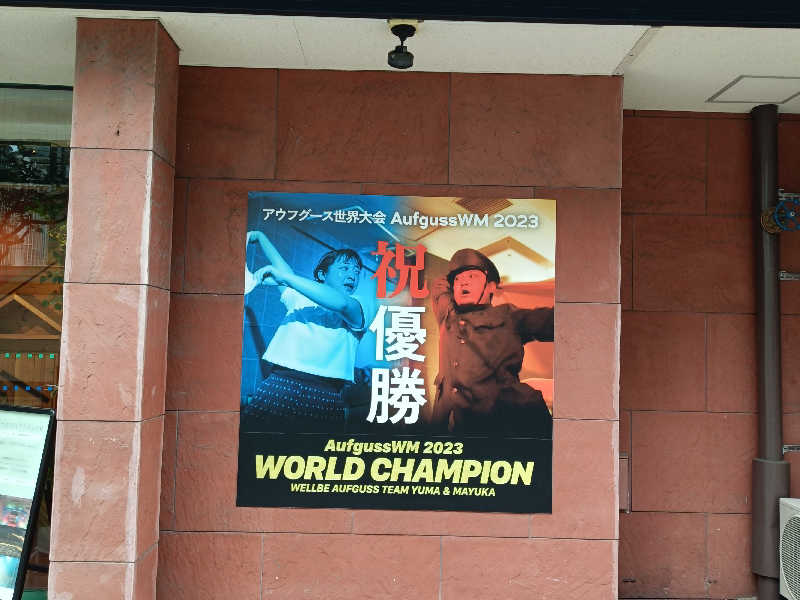 アウフグース世界大会 AufgussWM 2023
祝優勝
AufgussWM 2023
WORLD CHAMPION
WELLBE AUFGUSS TEAM YUMA & MAYUKA